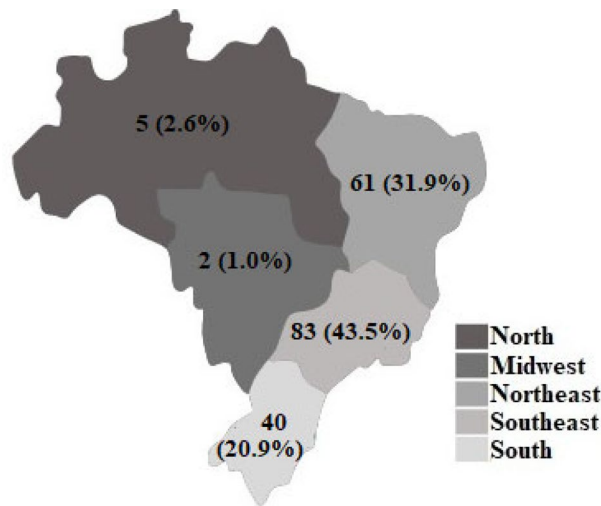 5 (2.6%)
61 (31.9%)
2 (1.0%)
83 (43.5%)
40
(20.9%)
North
Midwest
Northeast
Southeast
South